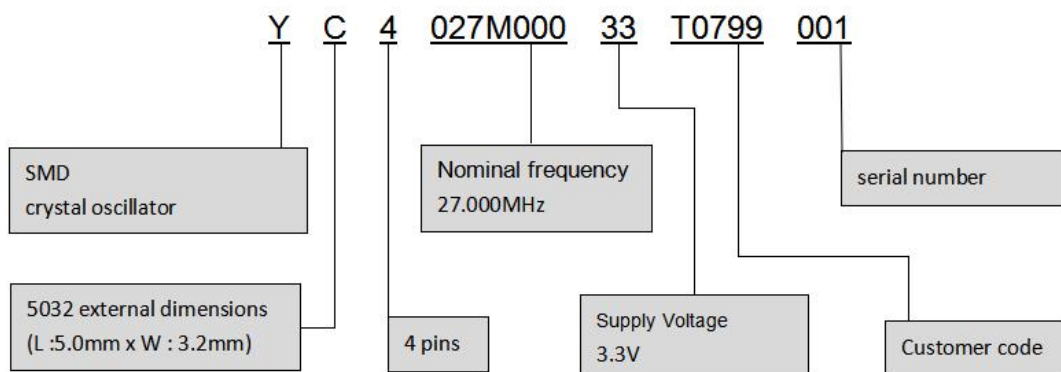 Y C 4 027M000 33 T0799 001
SMD
crystal oscillator
Nominal frequency
27.000MHz
serial number
5032 external dimensions
(L :5.0mm x W : 3.2mm)
4 pins
Supply Voltage
3.3V
Customer code